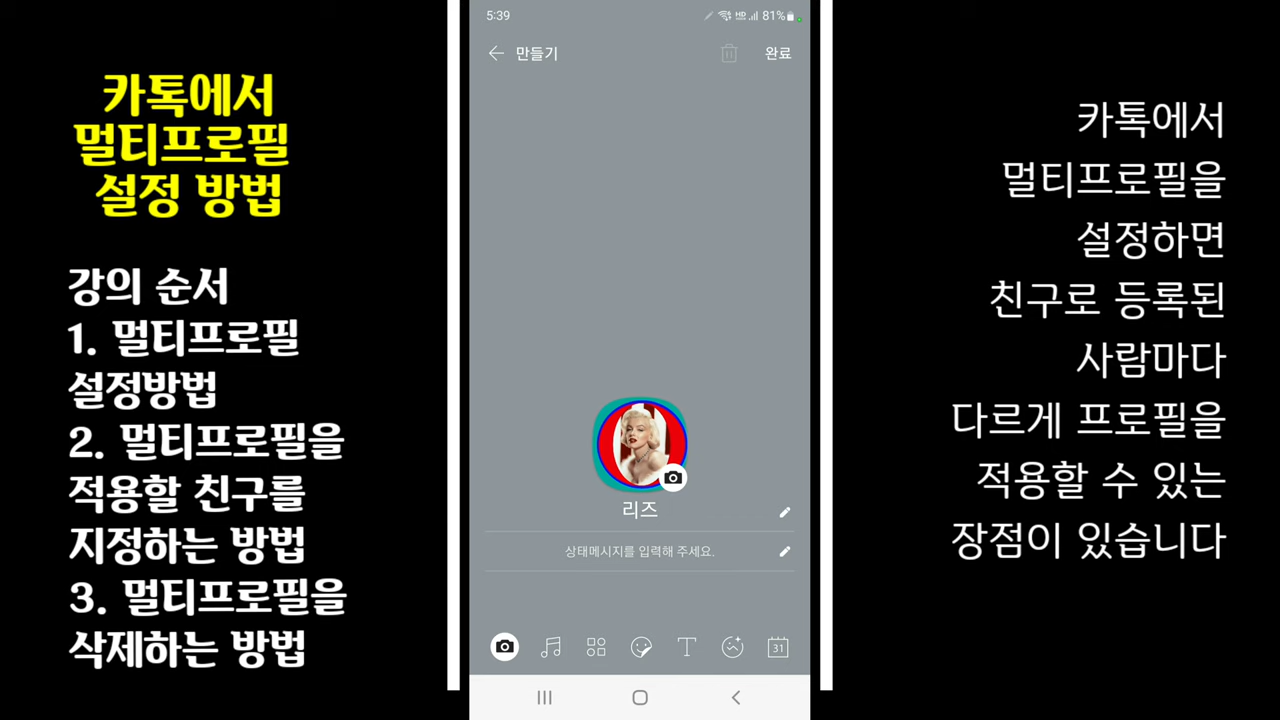 카톡에서
멀티프로필
설정 방법
강의 순서
1. 멀티프로필
설정방법
2. 멀티프로필을
적용할 친구를
지정하는 방법
3. 멀티프로필을
삭제하는 방법
5:39
81%
만들기
완료
리즈
상태메시지를 입력해 주세요.
T
31
카톡에서
멀티프로필을
설정하면
친구로 등록된
사람마다
다르게 프로필을
적용할 수 있는
장점이 있습니다